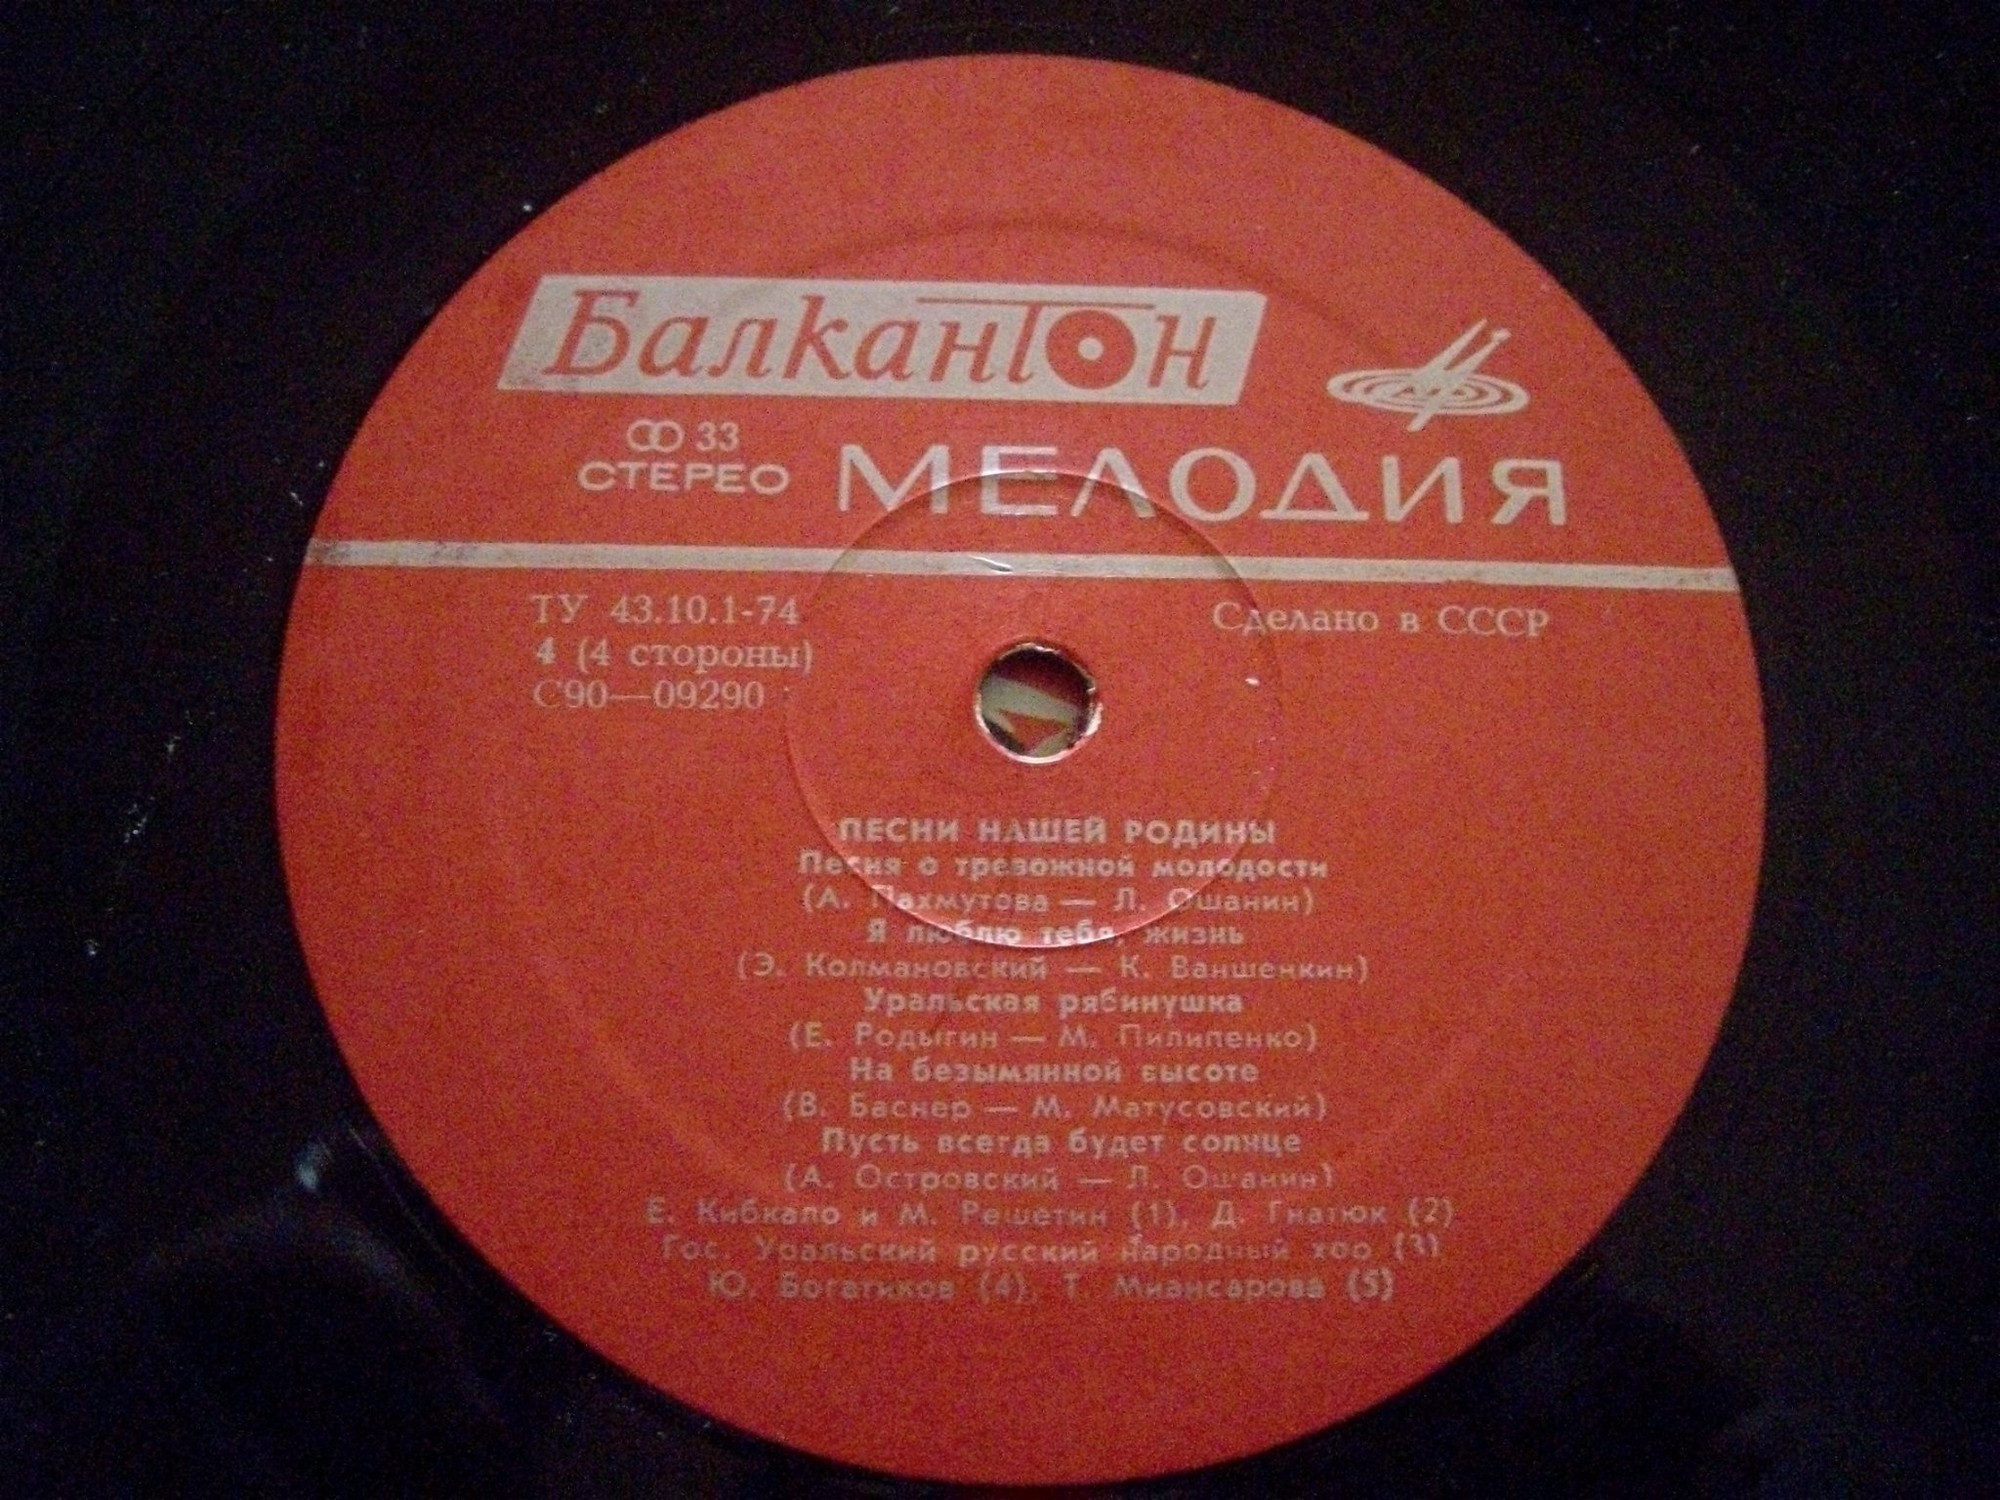 Балкантон
33
СТЕРЕО
МЕЛОДИЯ
ТУ 43.10.1-74
Сделано в СССР
4 (4 стороны)
С90—09290
ПЕСНИ НАШЕЙ РОДИНЫ
Песня о тревожной молодости
(А. Пахмутова — Л. Ошанин)
Я люблю тебя, жизнь
(Э. Колмановский — К. Ваншенкин)
Уральская рябинушка
(Е. Родыгин — М. Пилипенко)
На безымянной высоте
(В. Баснер — М. Матусовский)
Пусть всегда будет солнце
(А. Островский — Л. Ошанин)
Е. Кибкало и М. Решетин (1), Д. Гнатюк (2)
Гос. Уральский русский народный хор (3)
Ю. Богатиков (4), Т. Миансарова (5)